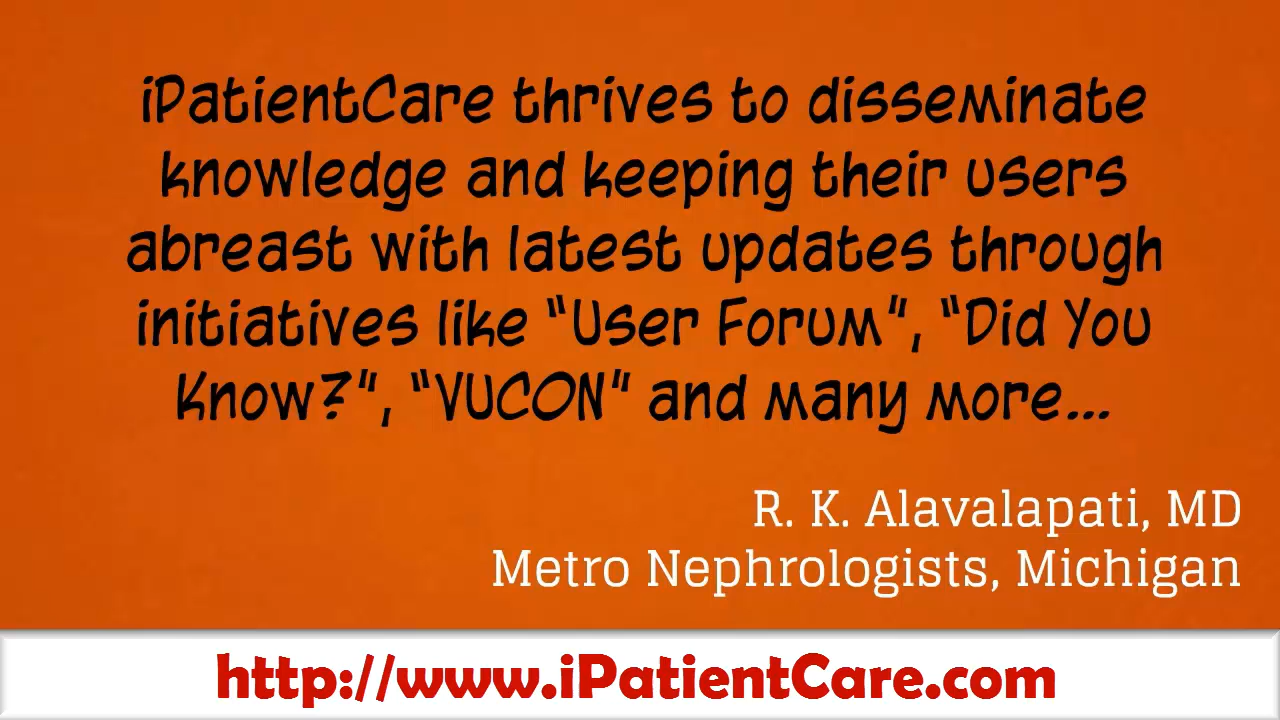 iPatientCare thrives to disseminate
knowledge and keeping their users
abreast with latest updates through
initiatives like “User Forum”, “Did You
Know?”, “VUCON” and many more...
R. K. Alavalapati, MD
Metro Nephrologists, Michigan
http://www.iPatientCare.com